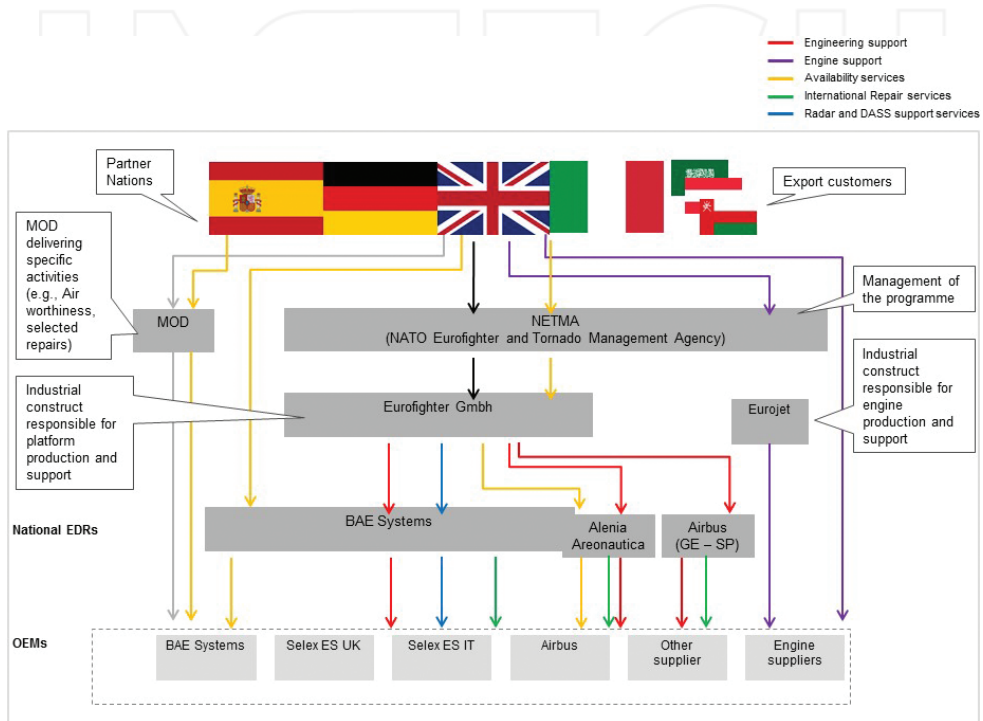 INTECH
Engineering support
Engine support
Availability services
International Repair services
Radar and DASS support services
Partner
Nations
Export customers
MOD
delivering
specific
activities
(e.g., Air
worthiness,
selected
repairs)
Management of
the programme
MOD
NETMA
(NATO Eurofighter and Tornado Management Agency)
Industrial
construct
responsible for
engine
production and
support
Industrial
construct
responsible for
platform
production and
support
Eurofighter Gmbh
Eurojet
National EDRs
BAE Systems
Alenia
Areonautica
Airbus
(GE – SP)
OEMs
BAE Systems
Selex ES UK
Selex ES IT
Airbus
Other
supplier
Engine
suppliers